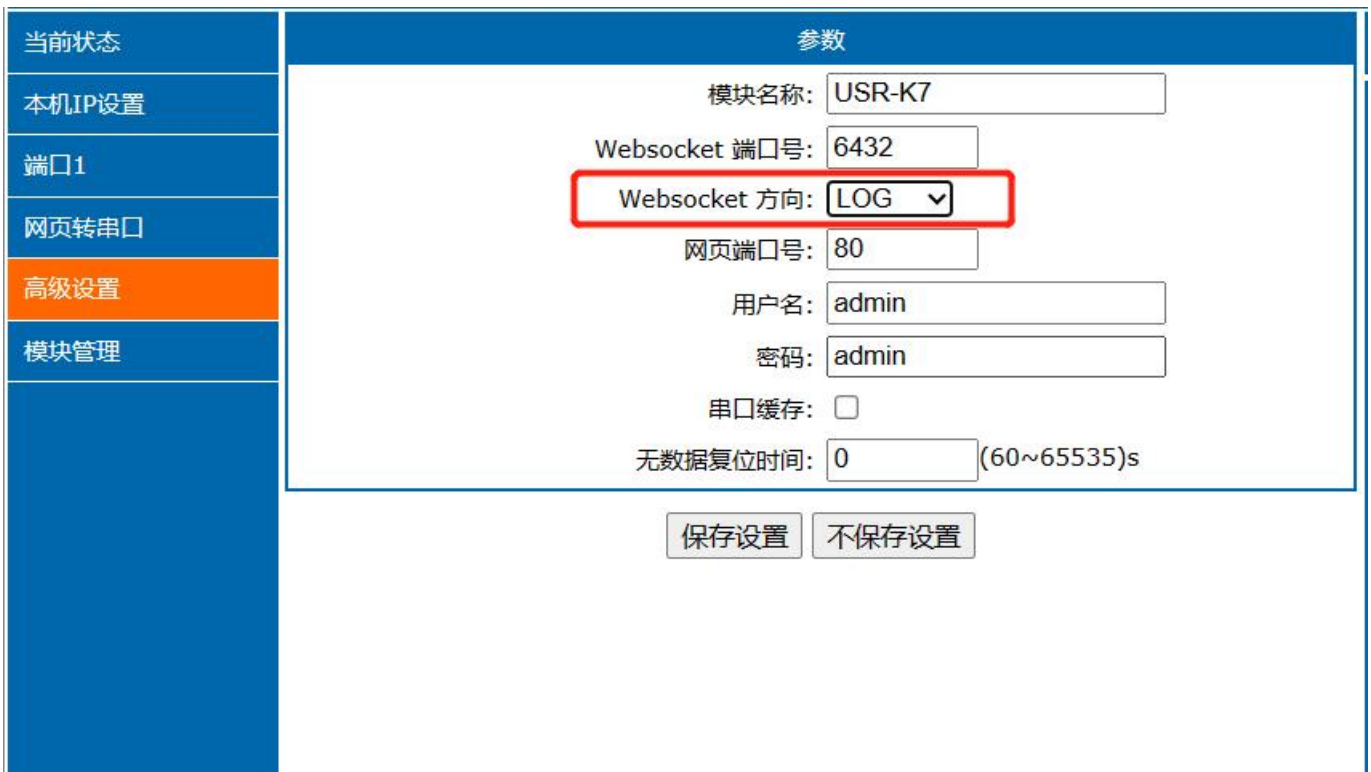 当前状态
本机IP设置
端口1
网页转串口
高级设置
模块管理
参数
模块名称: USR-K7
Websocket 端口号: 6432
Websocket 方向: LOG
网页端口号: 80
用户名: admin
密码: admin
串口缓存:
无数据复位时间: 0 (60~65535)s
保存设置 不保存设置